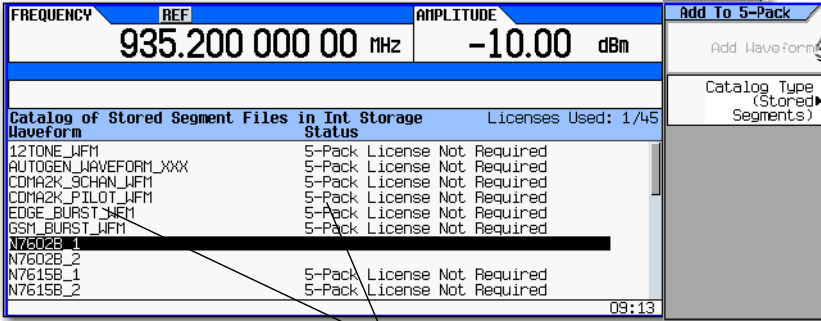 FREQUENCY REF AMPLITUDE
935.200 000 00 MHz -10.00 dBm
Catalog of Stored Segment Files in Int Storage Licenses Used: 1/45
Waveform Status
12TONE_WFM 5-Pack License Not Required
AUTOGEN_WAVEFORM_XXX 5-Pack License Not Required
CDMA2K_9CHAN_WFM 5-Pack License Not Required
CDMA2K_PILOT_WFM 5-Pack License Not Required
EDGE_BURST_WFM 5-Pack License Not Required
GSM_BURST_WFM 5-Pack License Not Required
N7602B_1
N7602B_2
N7615B_1 5-Pack License Not Required
N7615B_2 5-Pack License Not Required
09:13
Add To 5-Pack
Add Waveform
Catalog Type
(Stored
Segments)